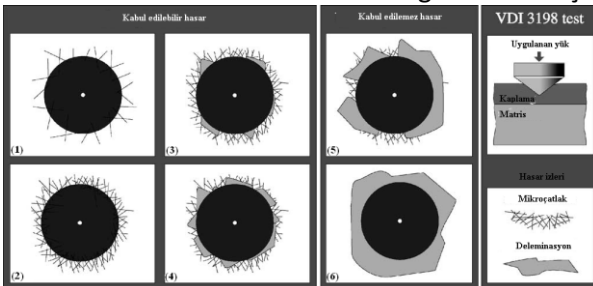 Kabul edilebilir hasar
Kabul edilemez hasar
VDI 3198 test
(1)
(3)
(5)
Uygulanan yük
Kaplama
Matris
(2)
(4)
(6)
Hasar izleri
Mikroçatlak
Deleminasyon